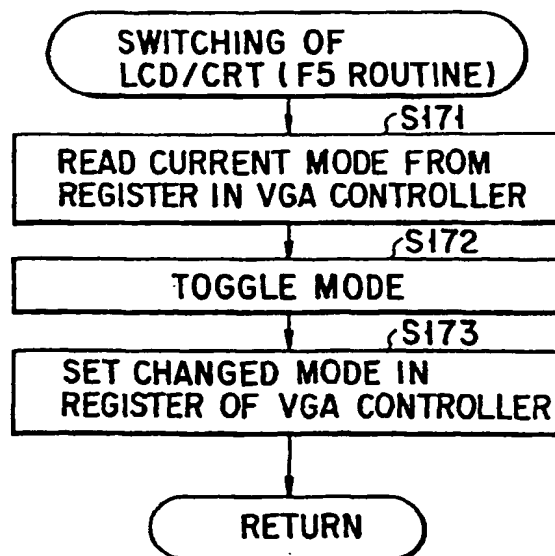 SWITCHING OF
LCD/CRT (F5 ROUTINE)
S171
READ CURRENT MODE FROM
REGISTER IN VGA CONTROLLER
S172
TOGGLE MODE
S173
SET CHANGED MODE IN
REGISTER OF VGA CONTROLLER
RETURN